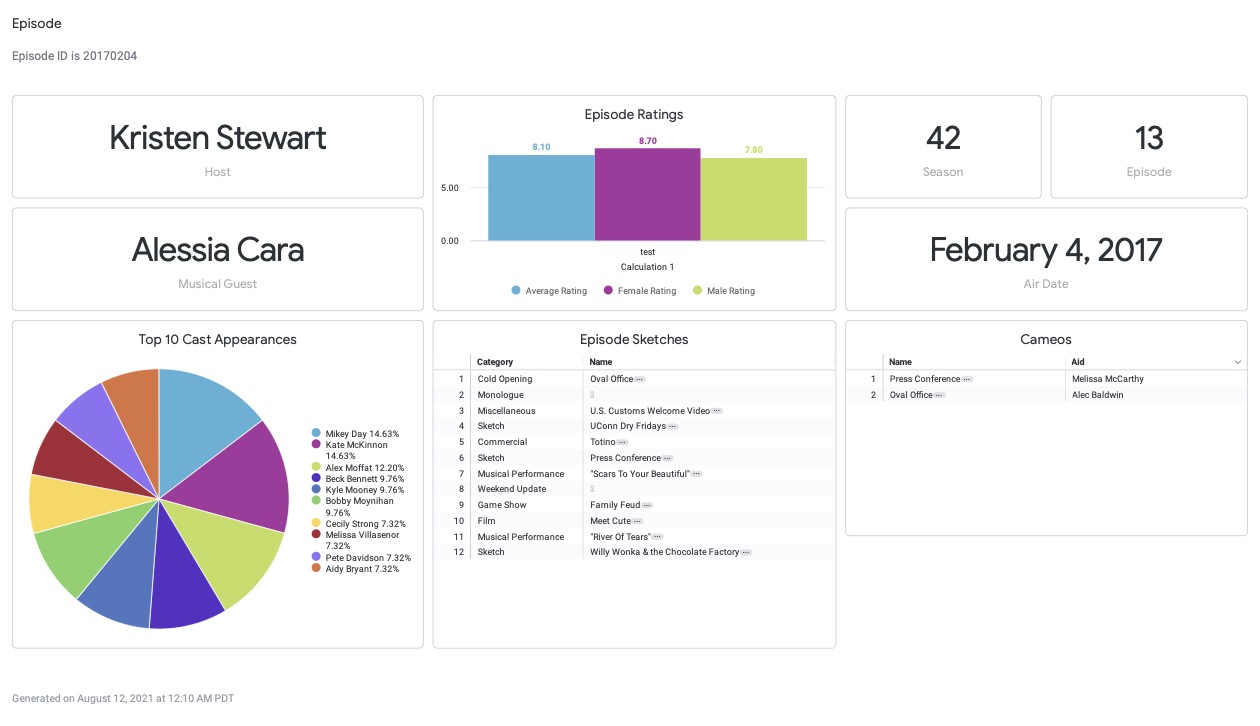 Episode
Episode ID is 20170204
Kristen Stewart
Host
Alessia Cara
Musical Guest
Episode Ratings
8.10
8.70
7.80
5.00
0.00
test
Calculation 1
Average Rating
Female Rating
Male Rating
42
Season
13
Episode
February 4, 2017
Air Date
Top 10 Cast Appearances
Mikey Day 14.63%
Kate McKinnon
14.63%
Alex Moffat 12.20%
Beck Bennett 9.76%
Kyle Mooney 9.76%
Bobby Moynihan
9.76%
Cecily Strong 7.32%
Melissa Villasenor
7.32%
Pete Davidson 7.32%
Aidy Bryant 7.32%
Episode Sketches
Category Name
1 Cold Opening Oval Office
2 Monologue
3 Miscellaneous U.S. Customs Welcome Video
4 Sketch UConn Dry Fridays
5 Commercial Totino
6 Sketch Press Conference
7 Musical Performance "Scars To Your Beautiful"
8 Weekend Update
9 Game Show Family Feud
10 Film Meet Cute
11 Musical Performance "River Of Tears"
12 Sketch Willy Wonka & the Chocolate Factory
Cameos
Name Aid
1 Press Conference Melissa McCarthy
2 Oval Office Alec Baldwin
Generated on August 12, 2021 at 12:10 AM PDT